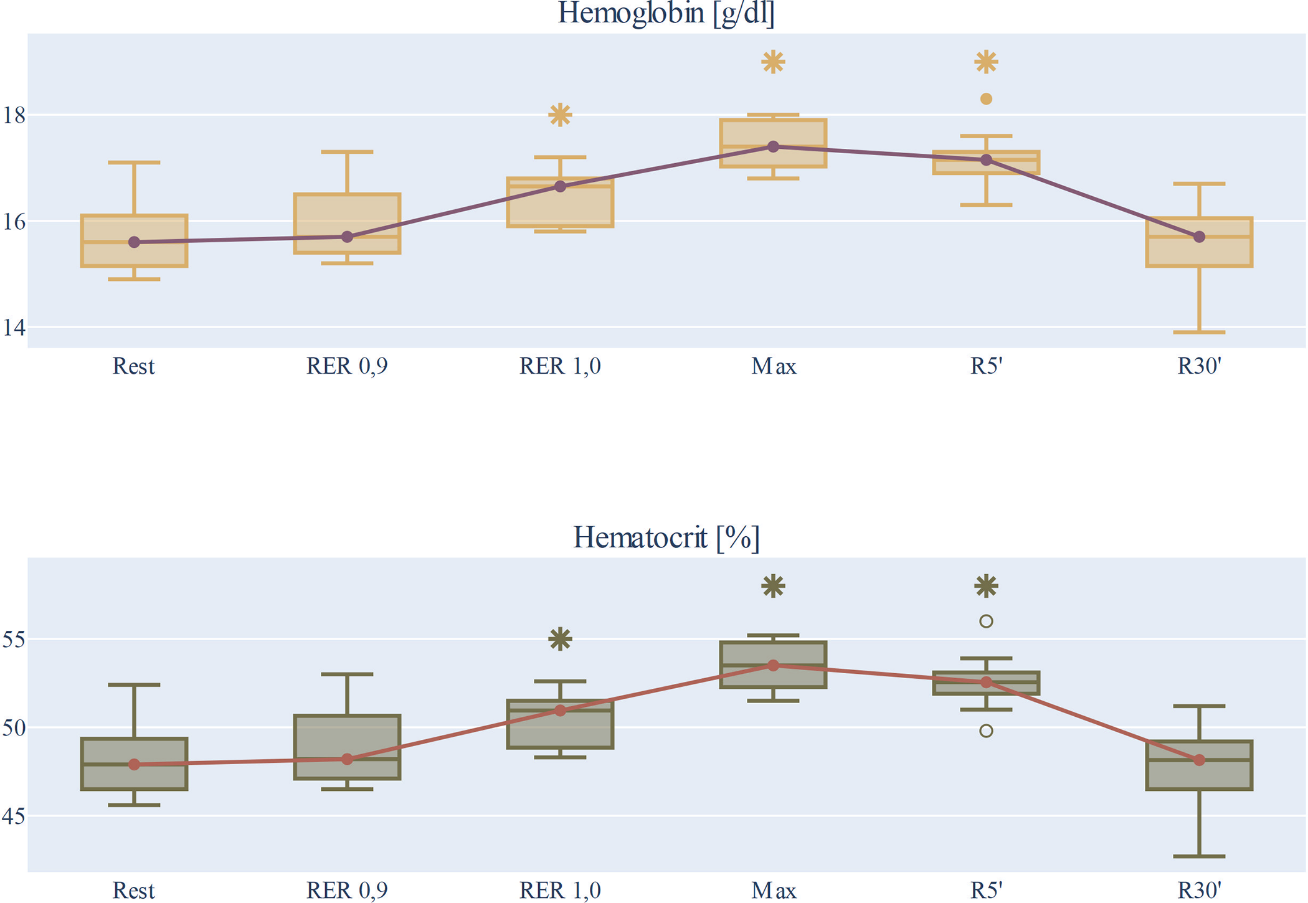 Hemoglobin [g/dl]
18
16
14
Rest RER 0,9 RER 1,0 Max R5' R30'
Hematocrit [%]
55
50
45
Rest RER 0,9 RER 1,0 Max R5' R30'